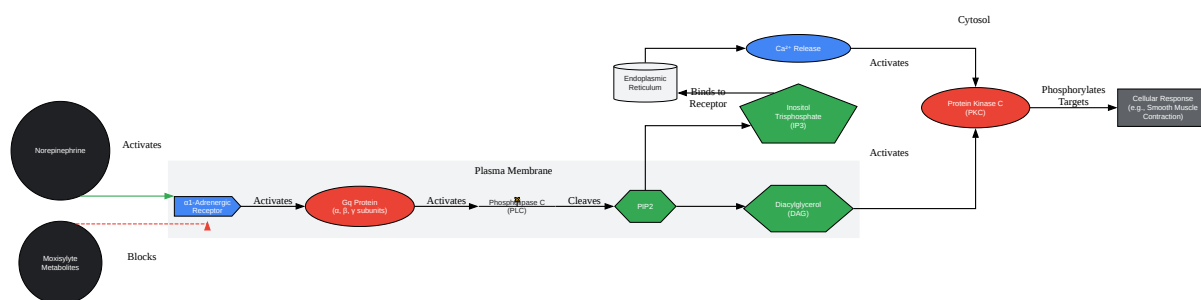 Cytosol
Ca²⁺ Release
Activates
Endoplasmic
Reticulum
Binds to
Receptor
Inositol
Trisphosphate
(IP3)
Protein Kinase C
(PKC)
Phosphorylates
Targets
Cellular Response
(e.g., Smooth Muscle
Contraction)
Norepinephrine
Activates
Activates
Plasma Membrane
α1-Adrenergic
Receptor
Activates
Gq Protein
(α, β, γ subunits)
Activates
Phospholipase C
(PLC)
Cleaves
PIP2
Diacylglycerol
(DAG)
Moxisylyte
Metabolites
Blocks